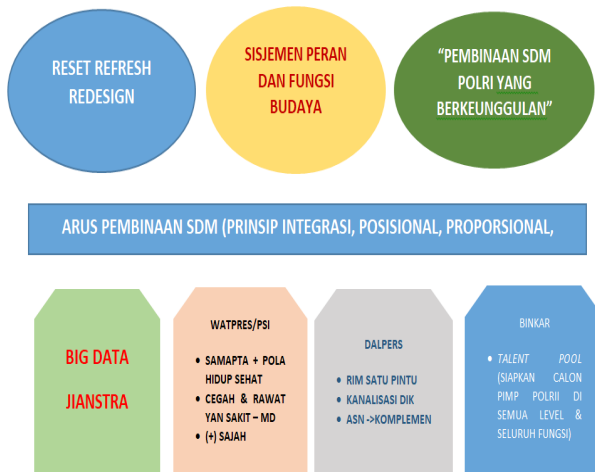 RESET REFRESH
REDESIGN
SISJEMEN PERAN
DAN FUNGSI
BUDAYA
“PEMBINAAN SDM
POLRI YANG
BERKEUNGGULAN”
ARUS PEMBINAAN SDM (PRINSIP INTEGRASI, POSISIONAL, PROPORSIONAL,
BIG DATA
JIANSTRA
WATPRES/PSI
• SAMAPTA + POLA
HIDUP SEHAT
• CEGAH & RAWAT
YAN SAKIT – MD
• (+) SAJAH
DALPERS
• RIM SATU PINTU
• KANALISASI DIK
• ASN ->KOMPLEMEN
BINKAR
• TALENT POOL
(SIAPKAN CALON
PIMP POLRII DI
SEMUA LEVEL &
SELURUH FUNGSI)